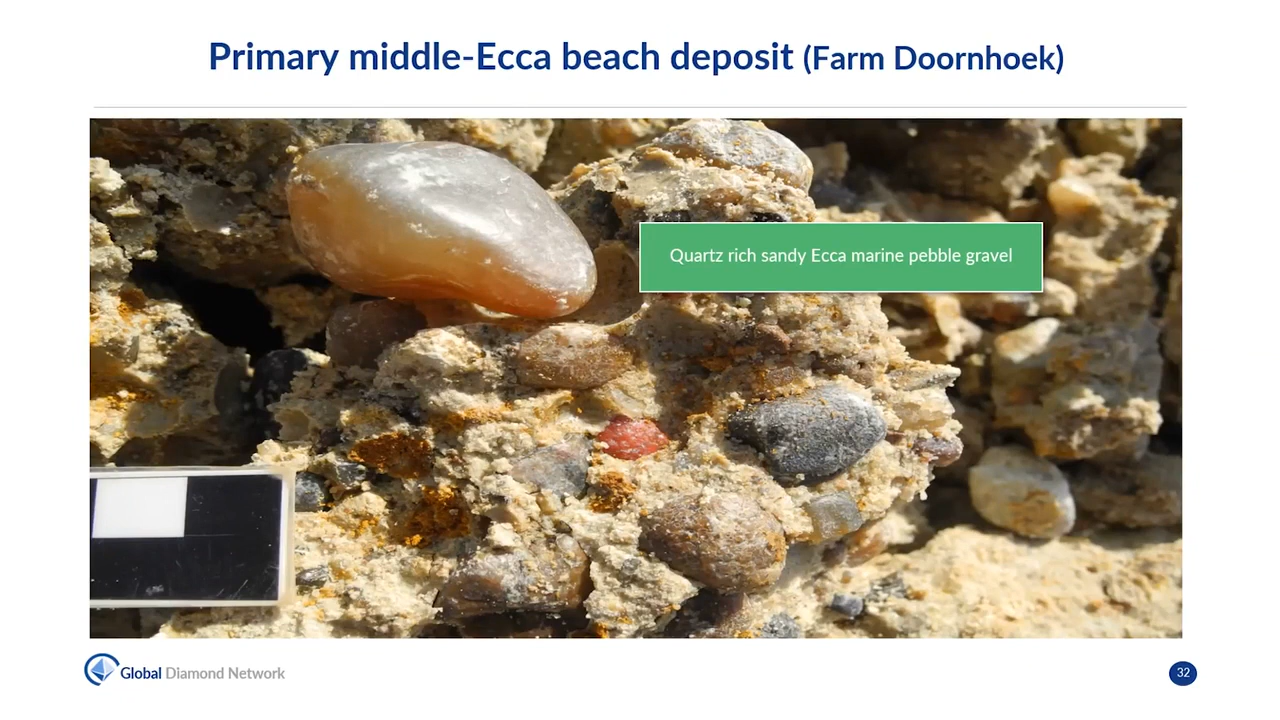 Primary middle-Ecca beach deposit (Farm Doornhoek)
Quartz rich sandy Ecca marine pebble gravel
Global Diamond Network
32